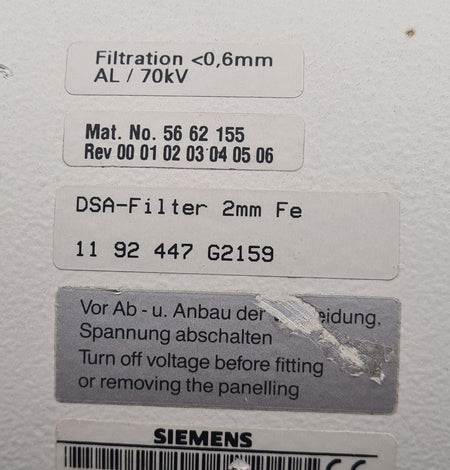 Filtration <0,6mm
AL / 70kV
Mat. No. 56 62 155
Rev 00 01 02 03 04 05 06
DSA-Filter 2mm Fe
11 92 447 G2159
Vor Ab - u. Anbau der
Spannung abschalten
Turn off voltage before fitting
or removing the panelling
SIEMENS
CE